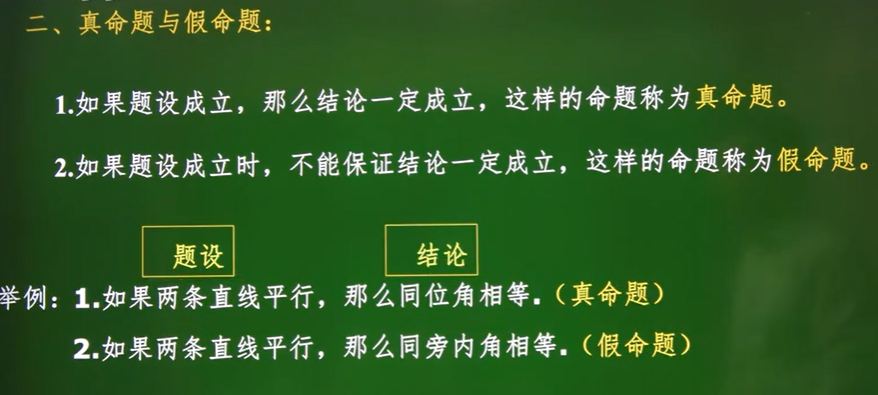 二、真命题与假命题：
1.如果题设成立，那么结论一定成立，这样的命题称为真命题。
2.如果题设成立时，不能保证结论一定成立，这样的命题称为假命题。
题设 结论
举例：1.如果两条直线平行，那么同位角相等.（真命题）
2.如果两条直线平行，那么同旁内角相等.（假命题）